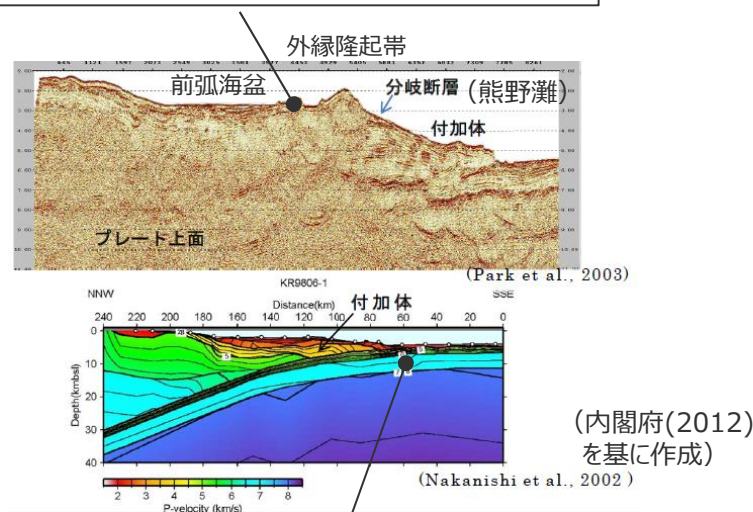 外縁隆起帯
前弧海盆
分岐断層（熊野灘）
付加体
プレート上面
(Park et al., 2003)
KR9806-1
NNW
SSE
Distance(km)
付加体
240 220 200 180 160 140 120 100 80 60 40 20 0
Depth(kmbsl)
0
10
20
30
40
（内閣府(2012)
を基に作成）
(Nakanishi et al., 2002 )
2 3 4 5 6 7 8
P-velocity (km/s)